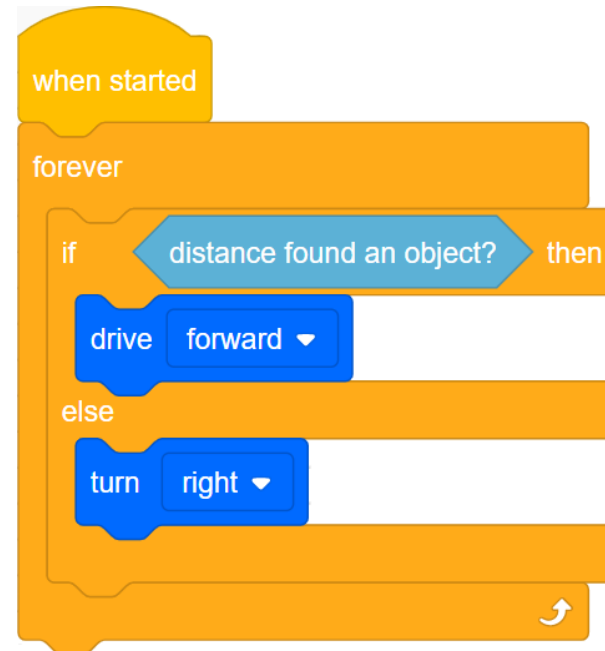 when started
forever
if distance found an object? then
drive forward
else
turn right